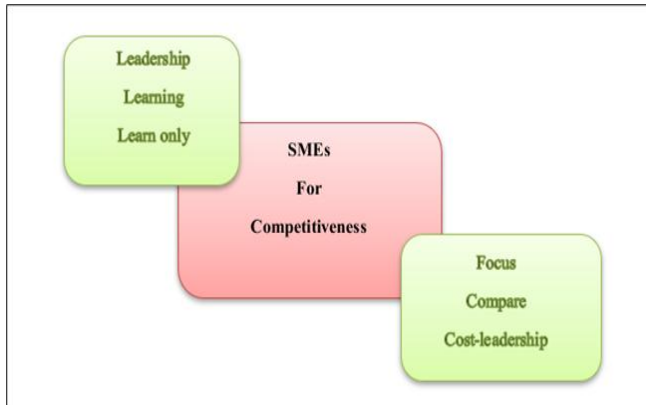 Leadership
Learning
Learn only
SMEs
For
Competitiveness
Focus
Compare
Cost-leadership